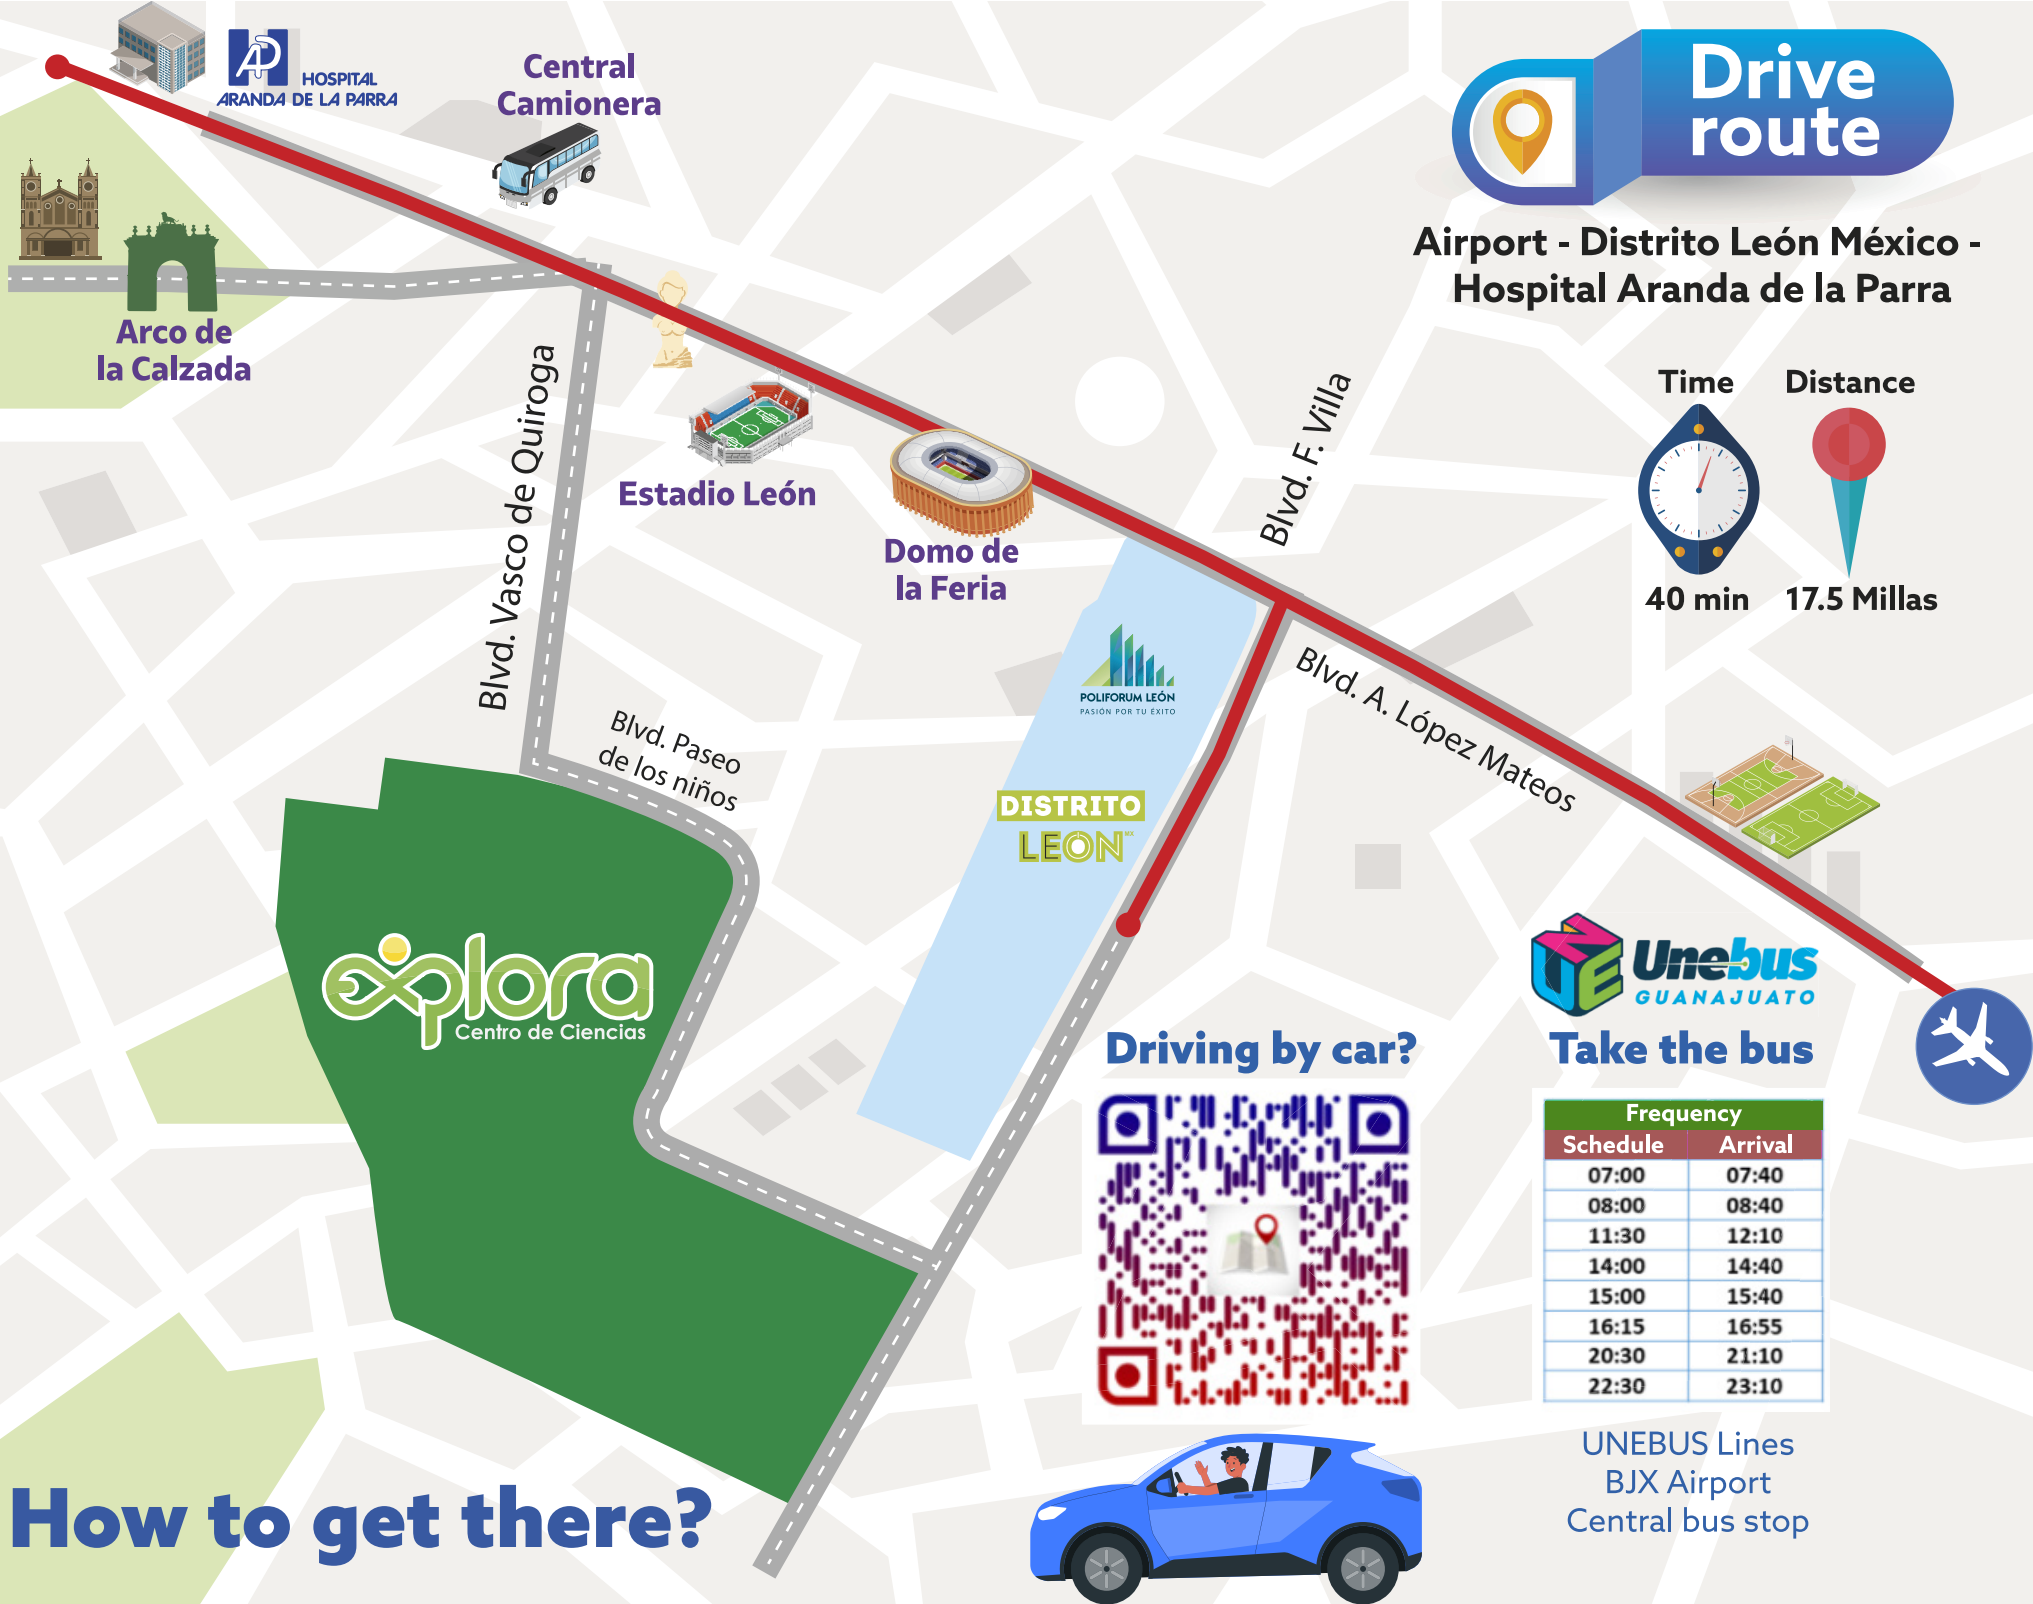 HOSPITAL
ARANDA DE LA PARRA
Central
Camionera
Drive
route
Airport - Distrito León México -
Hospital Aranda de la Parra
Time
Distance
40 min
17.5 Millas
Arco de
la Calzada
Blvd. Vasco de Quiroga
Estadio León
Domo de
la Feria
Blvd. F. Villa
Blvd. A. López Mateos
Blvd. Paseo
de los niños
POLIFORUM LEÓN
PASIÓN POR TU ÉXITO
DISTRITO
LEÓN MX
explora
Centro de Ciencias
Driving by car?
UNE
Unebus
GUANAJUATO
Take the bus
Frequency
Schedule Arrival
07:00 07:40
08:00 08:40
11:30 12:10
14:00 14:40
15:00 15:40
16:15 16:55
20:30 21:10
22:30 23:10
UNEBUS Lines
BJX Airport
Central bus stop
How to get there?